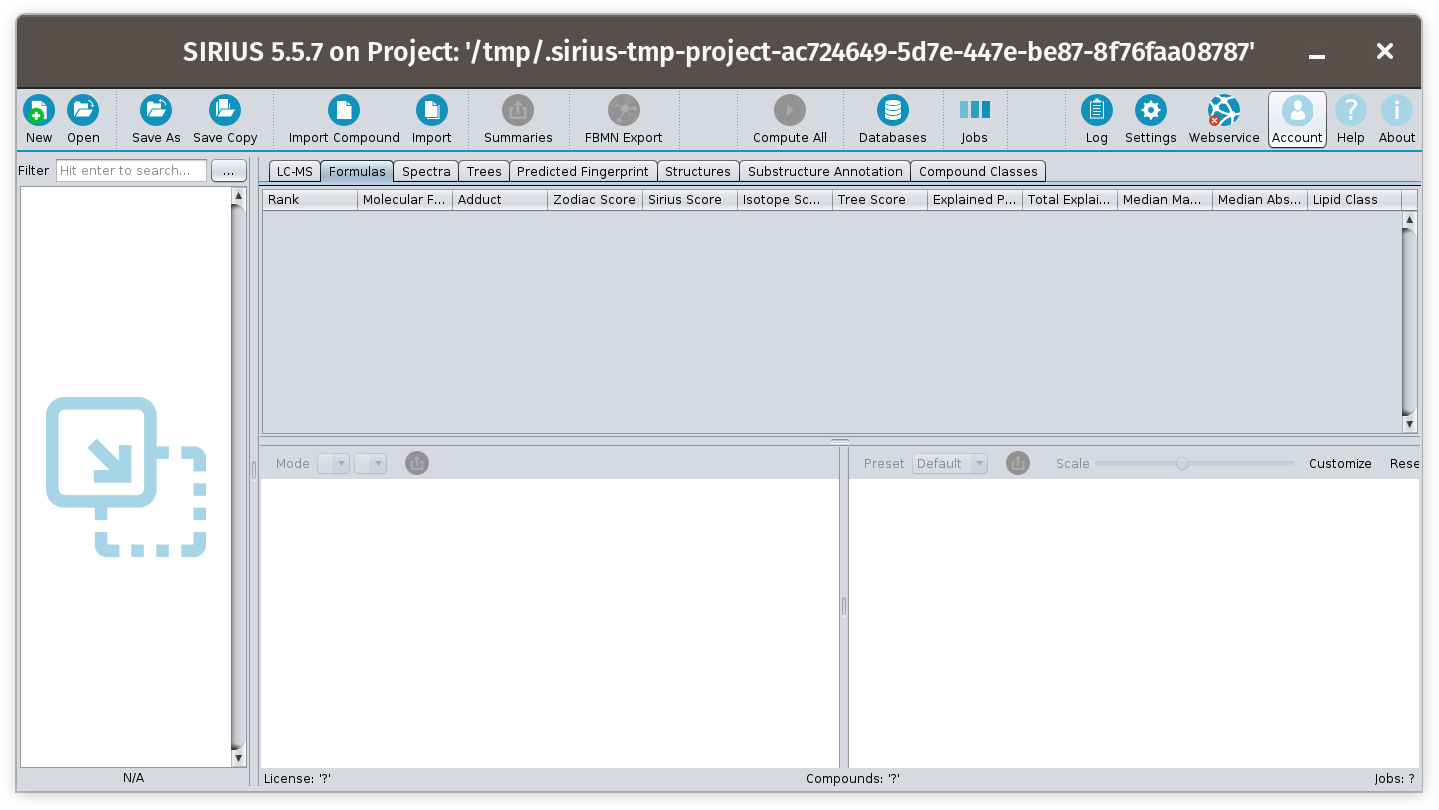 SIRIUS 5.5.7 on Project: '/tmp/.sirius-tmp-project-ac724649-5d7e-447e-be87-8f76faa08787'
New Open Save As Save Copy Import Compound Import Summaries FBMN Export Compute All Databases Jobs Log Settings Webservice Account Help About
Filter Hit enter to search... ...
LC-MS Formulas Spectra Trees Predicted Fingerprint Structures Substructure Annotation Compound Classes
Rank Molecular F... Adduct Zodiac Score Sirius Score Isotope Sc... Tree Score Explained P... Total Explai... Median Ma... Median Abs... Lipid Class
Mode Preset Default Scale Customize Rese
N/A License: '?' Compounds: '?' Jobs: ?